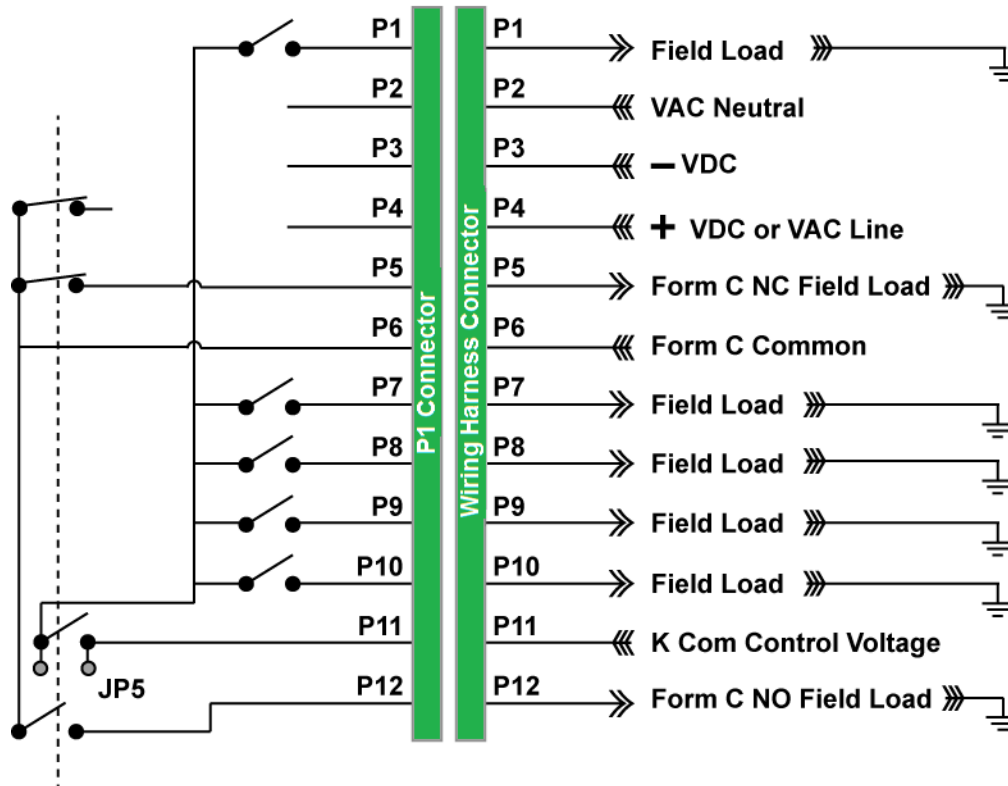 P1 P1 Field Load
P2 P2 VAC Neutral
P3 P3 − VDC
P4 P4 + VDC or VAC Line
P5 P5 Form C NC Field Load
P6 P6 Form C Common
P7 P7 Field Load
P8 P8 Field Load
P9 P9 Field Load
P10 P10 Field Load
P11 P11 K Com Control Voltage
JP5
P12 P12 Form C NO Field Load
P1 Connector
Wiring Harness Connector